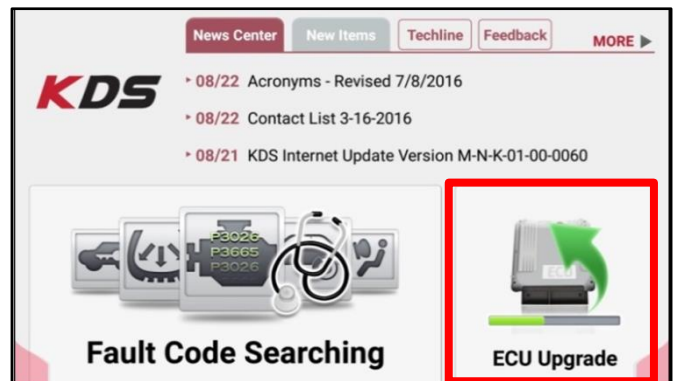 News Center New Items Techline Feedback MORE
KDS
08/22 Acronyms - Revised 7/8/2016
08/22 Contact List 3-16-2016
08/21 KDS Internet Update Version M-N-K-01-00-0060
P3026
P3665
P3026
ECU
Fault Code Searching
ECU Upgrade